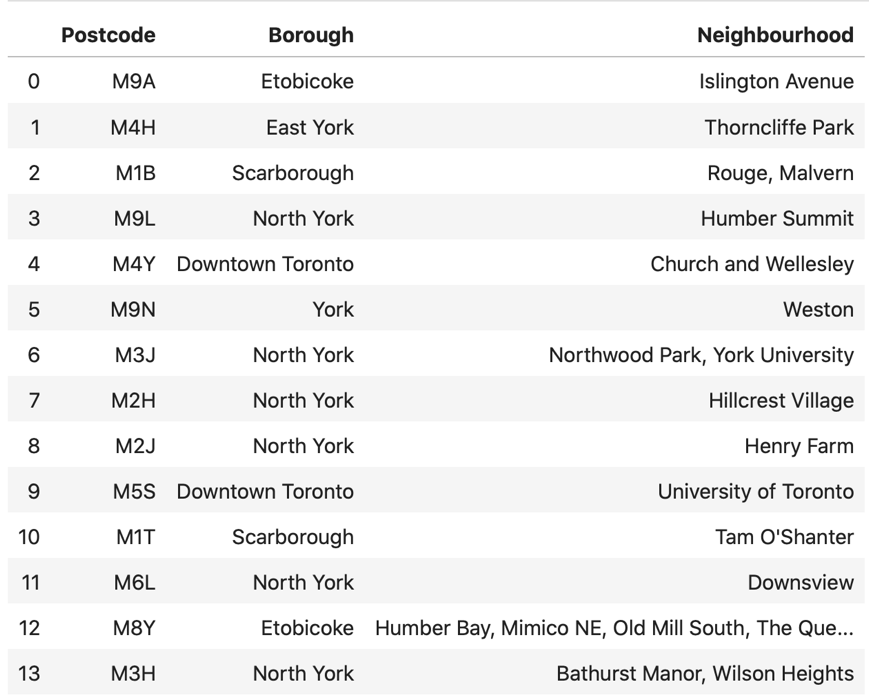 Postcode Borough Neighbourhood
0 M9A Etobicoke Islington Avenue
1 M4H East York Thorncliffe Park
2 M1B Scarborough Rouge, Malvern
3 M9L North York Humber Summit
4 M4Y Downtown Toronto Church and Wellesley
5 M9N York Weston
6 M3J North York Northwood Park, York University
7 M2H North York Hillcrest Village
8 M2J North York Henry Farm
9 M5S Downtown Toronto University of Toronto
10 M1T Scarborough Tam O'Shanter
11 M6L North York Downsview
12 M8Y Etobicoke Humber Bay, Mimico NE, Old Mill South, The Que...
13 M3H North York Bathurst Manor, Wilson Heights